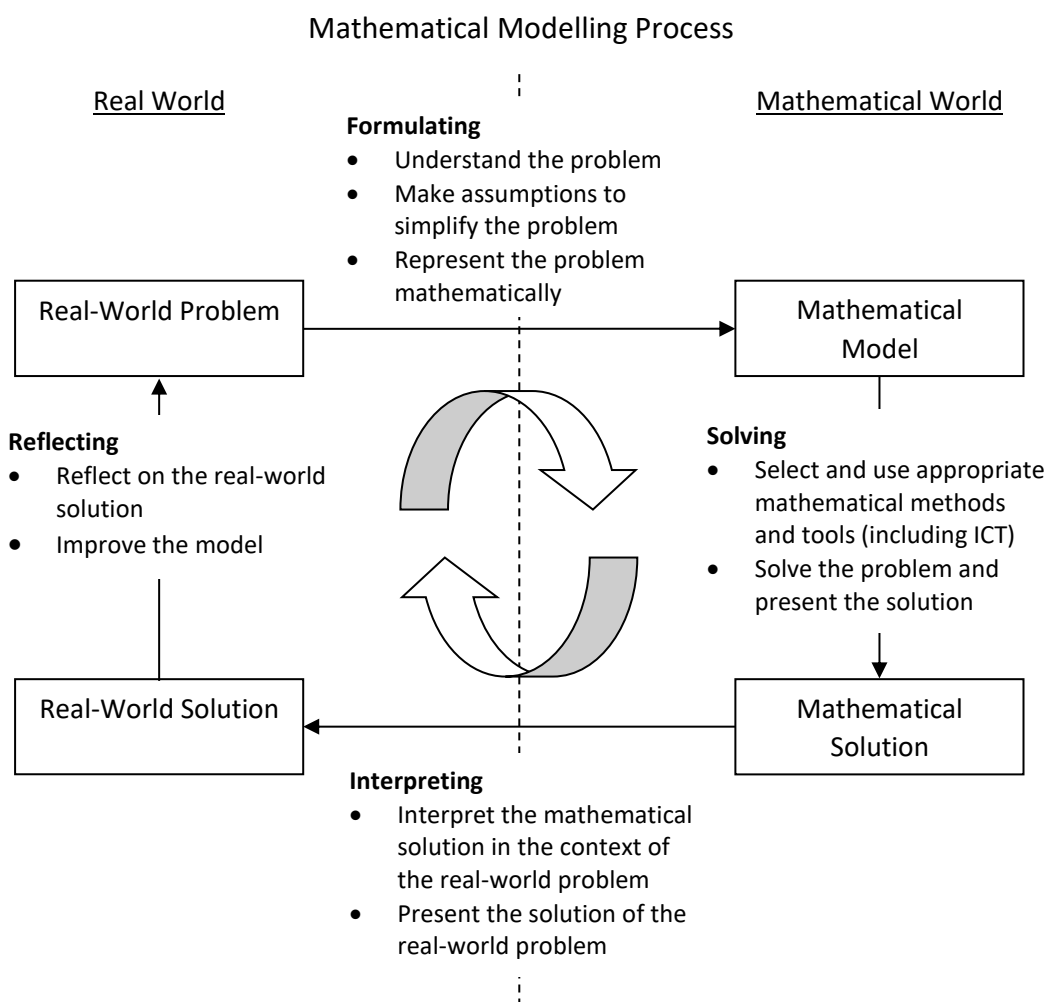 Mathematical Modelling Process
Real World
Mathematical World
Formulating
• Understand the problem
• Make assumptions to
simplify the problem
• Represent the problem
mathematically
Real-World Problem
Mathematical
Model
Reflecting
• Reflect on the real-world
solution
• Improve the model
Solving
• Select and use appropriate
mathematical methods
and tools (including ICT)
• Solve the problem and
present the solution
Real-World Solution
Mathematical
Solution
Interpreting
• Interpret the mathematical
solution in the context of
the real-world problem
• Present the solution of the
real-world problem